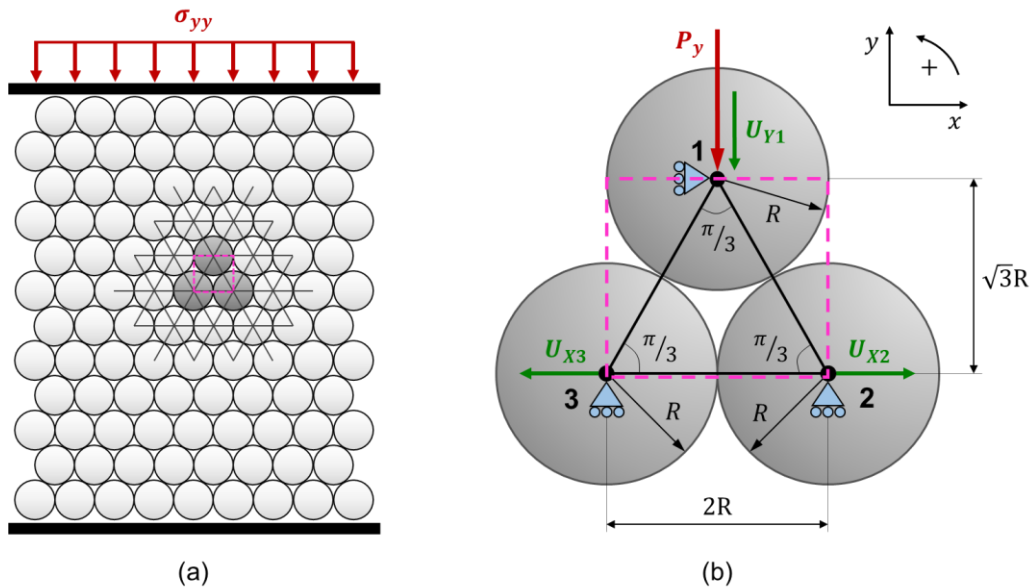 σyy
(a)
Py
y
+
x
UY1
1
R
π/3
√3R
UX3
π/3
π/3
UX2
3
2
R
R
2R
(b)